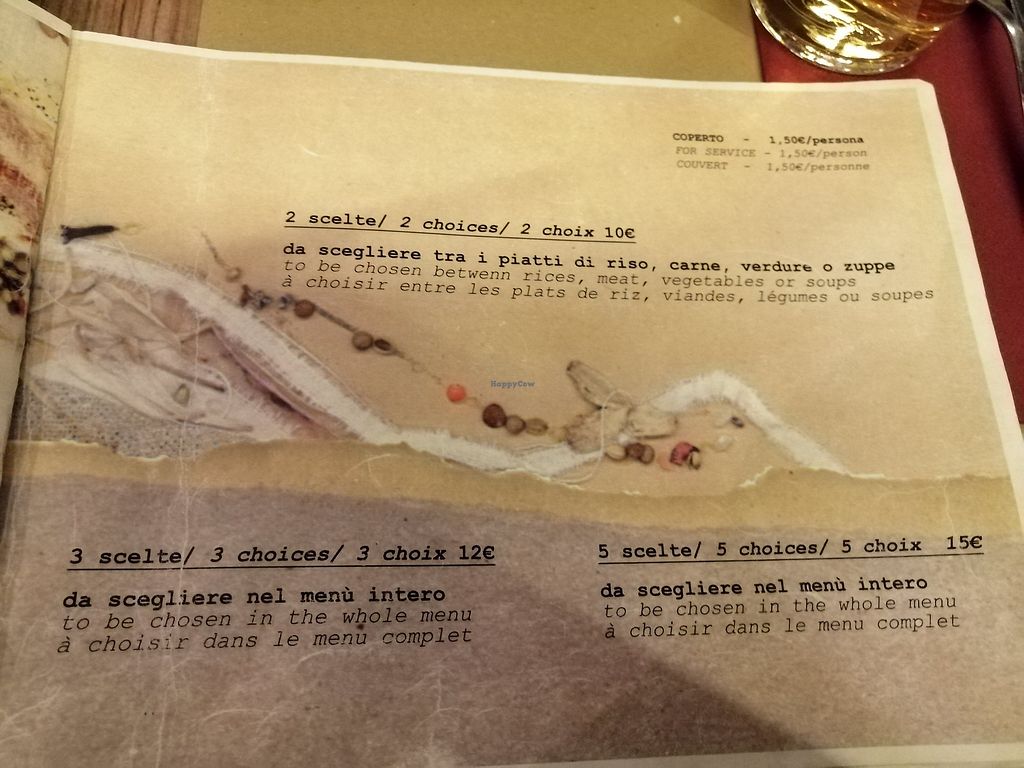 COPERTO - 1,50€/persona
FOR SERVICE - 1,50€/person
COUVERT - 1,50€/personne
2 scelte/ 2 choices/ 2 choix 10€
da scegliere tra i piatti di riso, carne, verdure o zuppe
to be chosen betwenn rices, meat, vegetables or soups
à choisir entre les plats de riz, viandes, légumes ou soupes
HappyCow
3 scelte/ 3 choices/ 3 choix 12€
da scegliere nel menù intero
to be chosen in the whole menu
à choisir dans le menu complet
5 scelte/ 5 choices/ 5 choix 15€
da scegliere nel menù intero
to be chosen in the whole menu
à choisir dans le menu complet